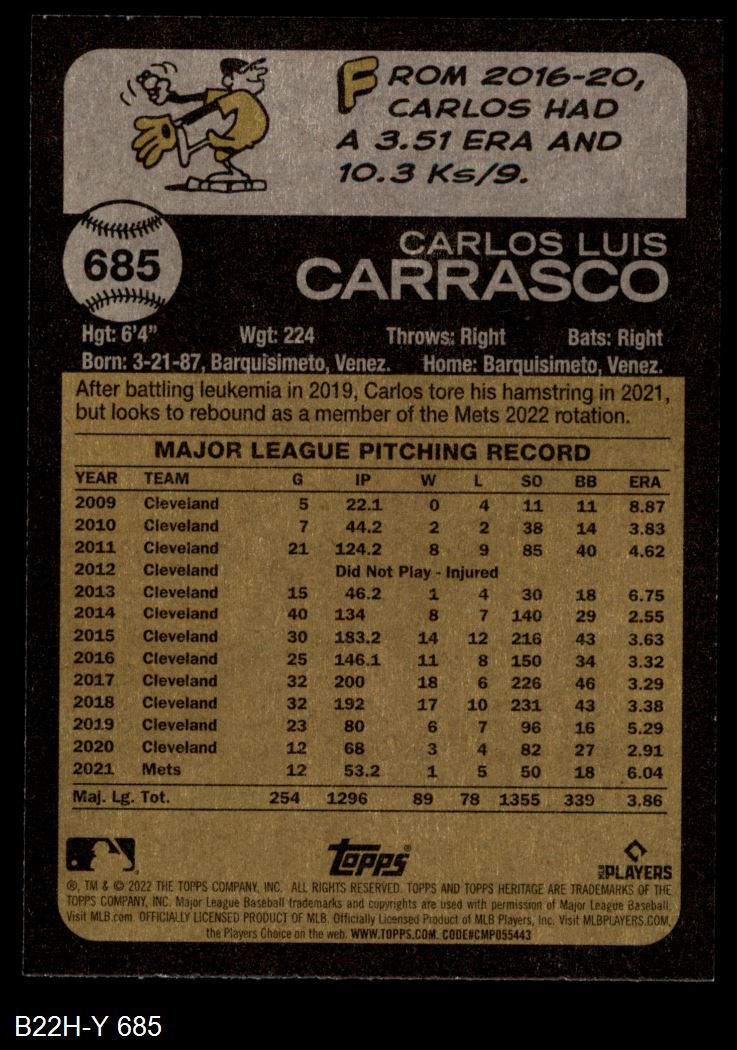 FROM 2016-20,
CARLOS HAD
A 3.51 ERA AND
10.3 Ks/9.
685
CARLOS LUIS
CARRASCO
Hgt: 6'4" Wgt: 224 Throws: Right Bats: Right
Born: 3-21-87, Barquisimeto, Venez. Home: Barquisimeto, Venez.
After battling leukemia in 2019, Carlos tore his hamstring in 2021,
but looks to rebound as a member of the Mets 2022 rotation.
MAJOR LEAGUE PITCHING RECORD
YEAR TEAM G IP W L SO BB ERA
2009 Cleveland 5 22.1 0 4 11 11 8.87
2010 Cleveland 7 44.2 2 2 38 14 3.83
2011 Cleveland 21 124.2 8 9 85 40 4.62
2012 Cleveland Did Not Play - Injured
2013 Cleveland 15 46.2 1 4 30 18 6.75
2014 Cleveland 40 134 8 7 140 29 2.55
2015 Cleveland 30 183.2 14 12 216 43 3.63
2016 Cleveland 25 146.1 11 8 150 34 3.32
2017 Cleveland 32 200 18 6 226 46 3.29
2018 Cleveland 32 192 17 10 231 43 3.38
2019 Cleveland 23 80 6 7 96 16 5.29
2020 Cleveland 12 68 3 4 82 27 2.91
2021 Mets 12 53.2 1 5 50 18 6.04
Maj. Lg. Tot. 254 1296 89 78 1355 339 3.86
topps®
MLB PLAYERS
®, TM & © 2022 THE TOPPS COMPANY, INC. ALL RIGHTS RESERVED. TOPPS AND TOPPS HERITAGE ARE TRADEMARKS OF THE
TOPPS COMPANY, INC. Major League Baseball trademarks and copyrights are used with permission of Major League Baseball.
Visit MLB.com. OFFICIALLY LICENSED PRODUCT OF MLB. Officially Licensed Product of MLB Players, Inc. Visit MLBPLAYERS.COM,
the Players Choice on the web. WWW.TOPPS.COM. CODE#CMP055443
B22H-Y 685